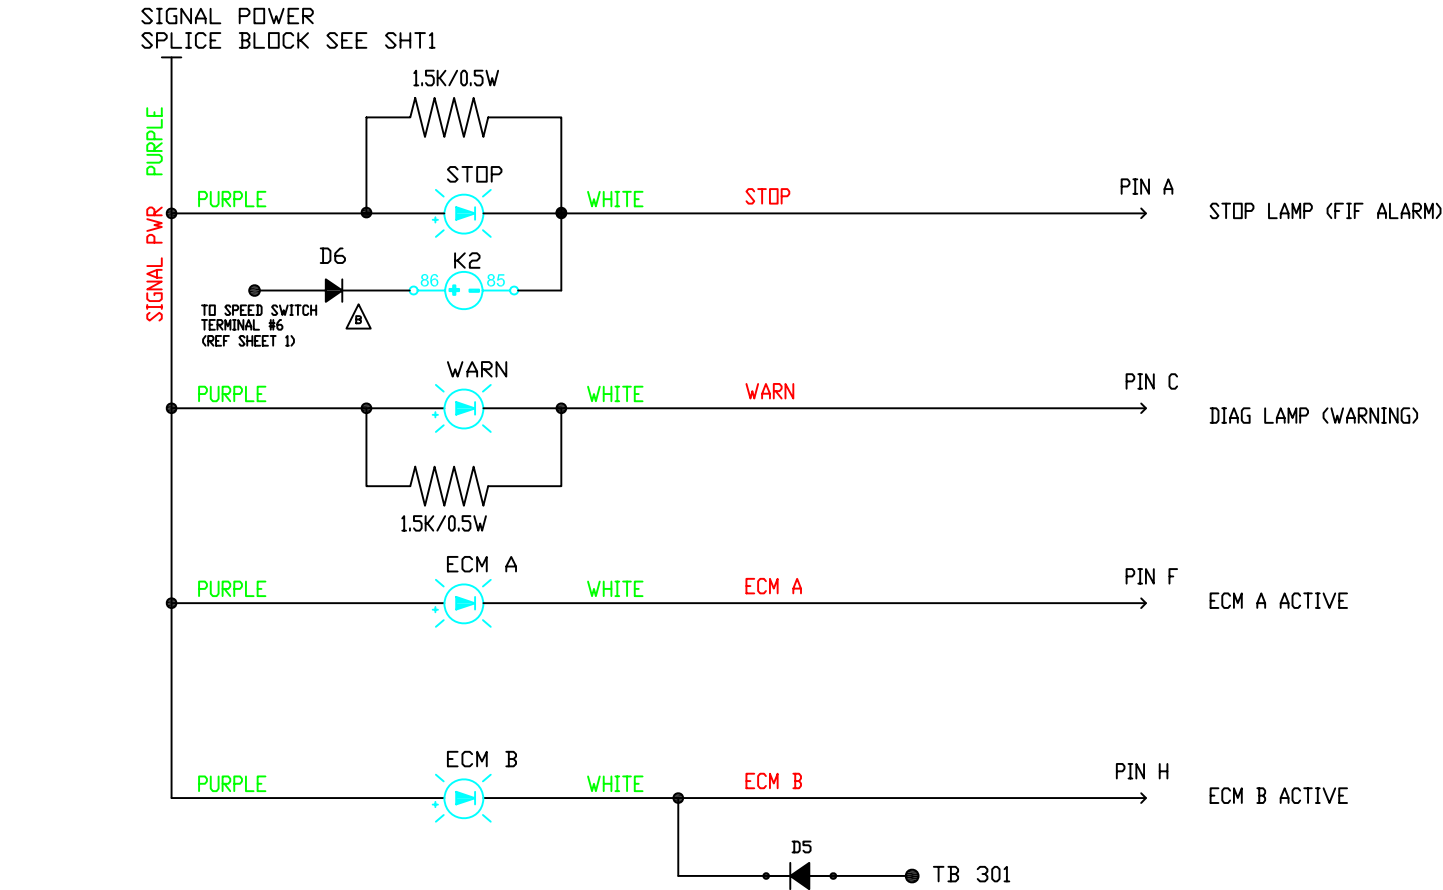 SIGNAL POWER
SPLICE BLOCK SEE SHT1
1.5K/0.5W
PURPLE
STOP
PURPLE
WHITE
STOP
PIN A
STOP LAMP (FIF ALARM)
SIGNAL PWR
D6
K2
86
85
TO SPEED SWITCH
TERMINAL #6
(REF SHEET 1)
B
WARN
PURPLE
WHITE
WARN
PIN C
DIAG LAMP (WARNING)
1.5K/0.5W
ECM A
PURPLE
WHITE
ECM A
PIN F
ECM A ACTIVE
ECM B
PURPLE
WHITE
ECM B
PIN H
ECM B ACTIVE
D5
TB 301